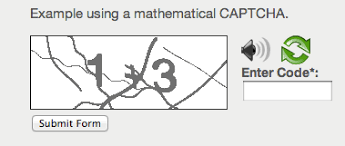 Example using a mathematical CAPTCHA.
1 + 3
Enter Code*:
Submit Form